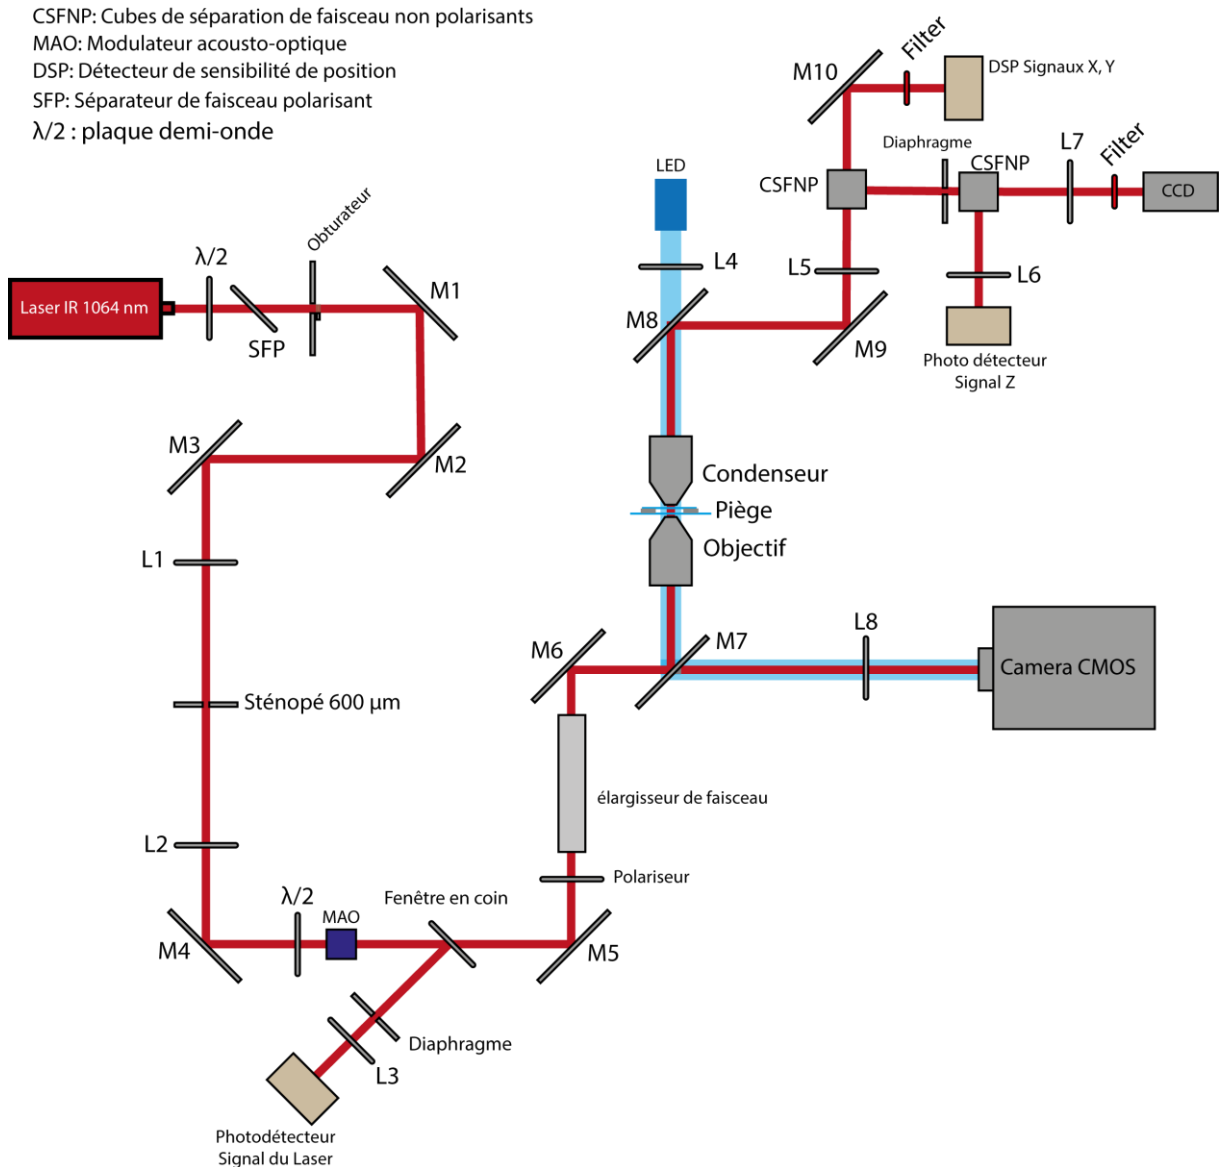 CSFNP: Cubes de séparation de faisceau non polarisants
MAO: Modulateur acousto-optique
DSP: Détecteur de sensibilité de position
SFP: Séparateur de faisceau polarisant
λ/2 : plaque demi-onde
Filter
M10
DSP Signaux X, Y
Diaphragme
L7
Filter
LED
CSFNP
CSFNP
CCD
Obturateur
λ/2
L4
L5
L6
M1
Laser IR 1064 nm
M8
SFP
M9
Photo détecteur
Signal Z
M3
M2
Condenseur
Piège
Objectif
L1
L8
M6
M7
Camera CMOS
Sténopé 600 µm
élargisseur de faisceau
L2
Polariseur
λ/2
Fenêtre en coin
MAO
M4
M5
Diaphragme
L3
Photodétecteur
Signal du Laser